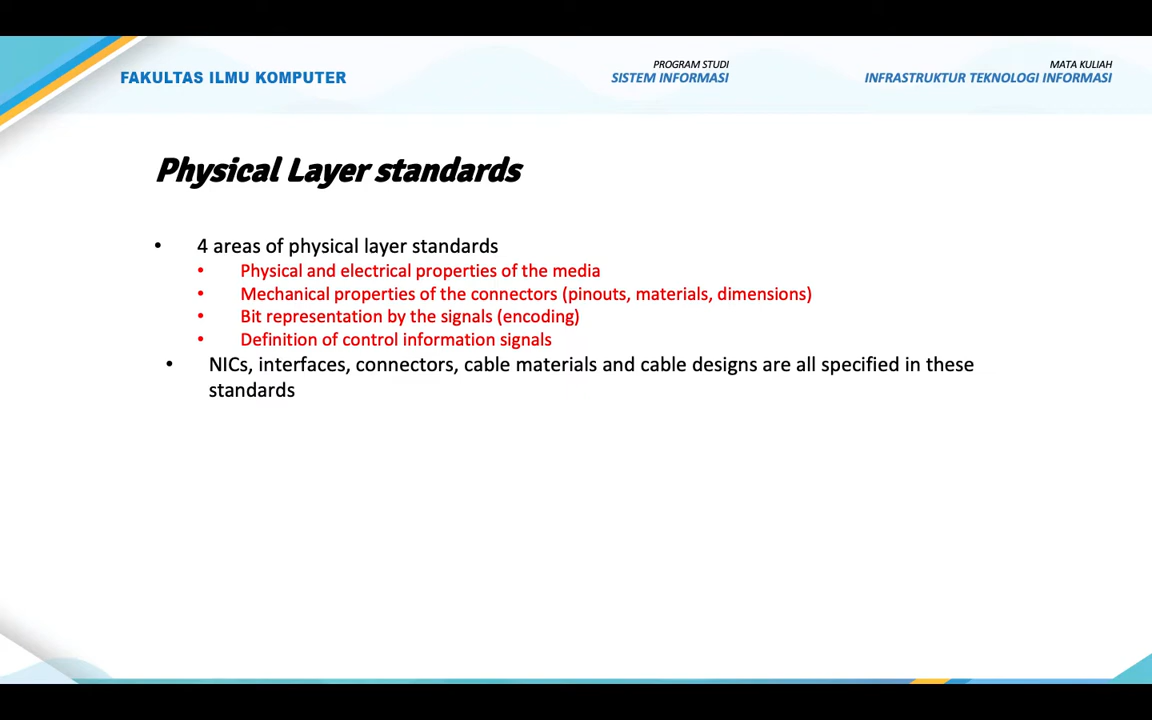 FAKULTAS ILMU KOMPUTER
PROGRAM STUDI
SISTEM INFORMASI
MATA KULIAH
INFRASTRUKTUR TEKNOLOGI INFORMASI
Physical Layer standards
• 4 areas of physical layer standards
• Physical and electrical properties of the media
• Mechanical properties of the connectors (pinouts, materials, dimensions)
• Bit representation by the signals (encoding)
• Definition of control information signals
• NICs, interfaces, connectors, cable materials and cable designs are all specified in these
standards